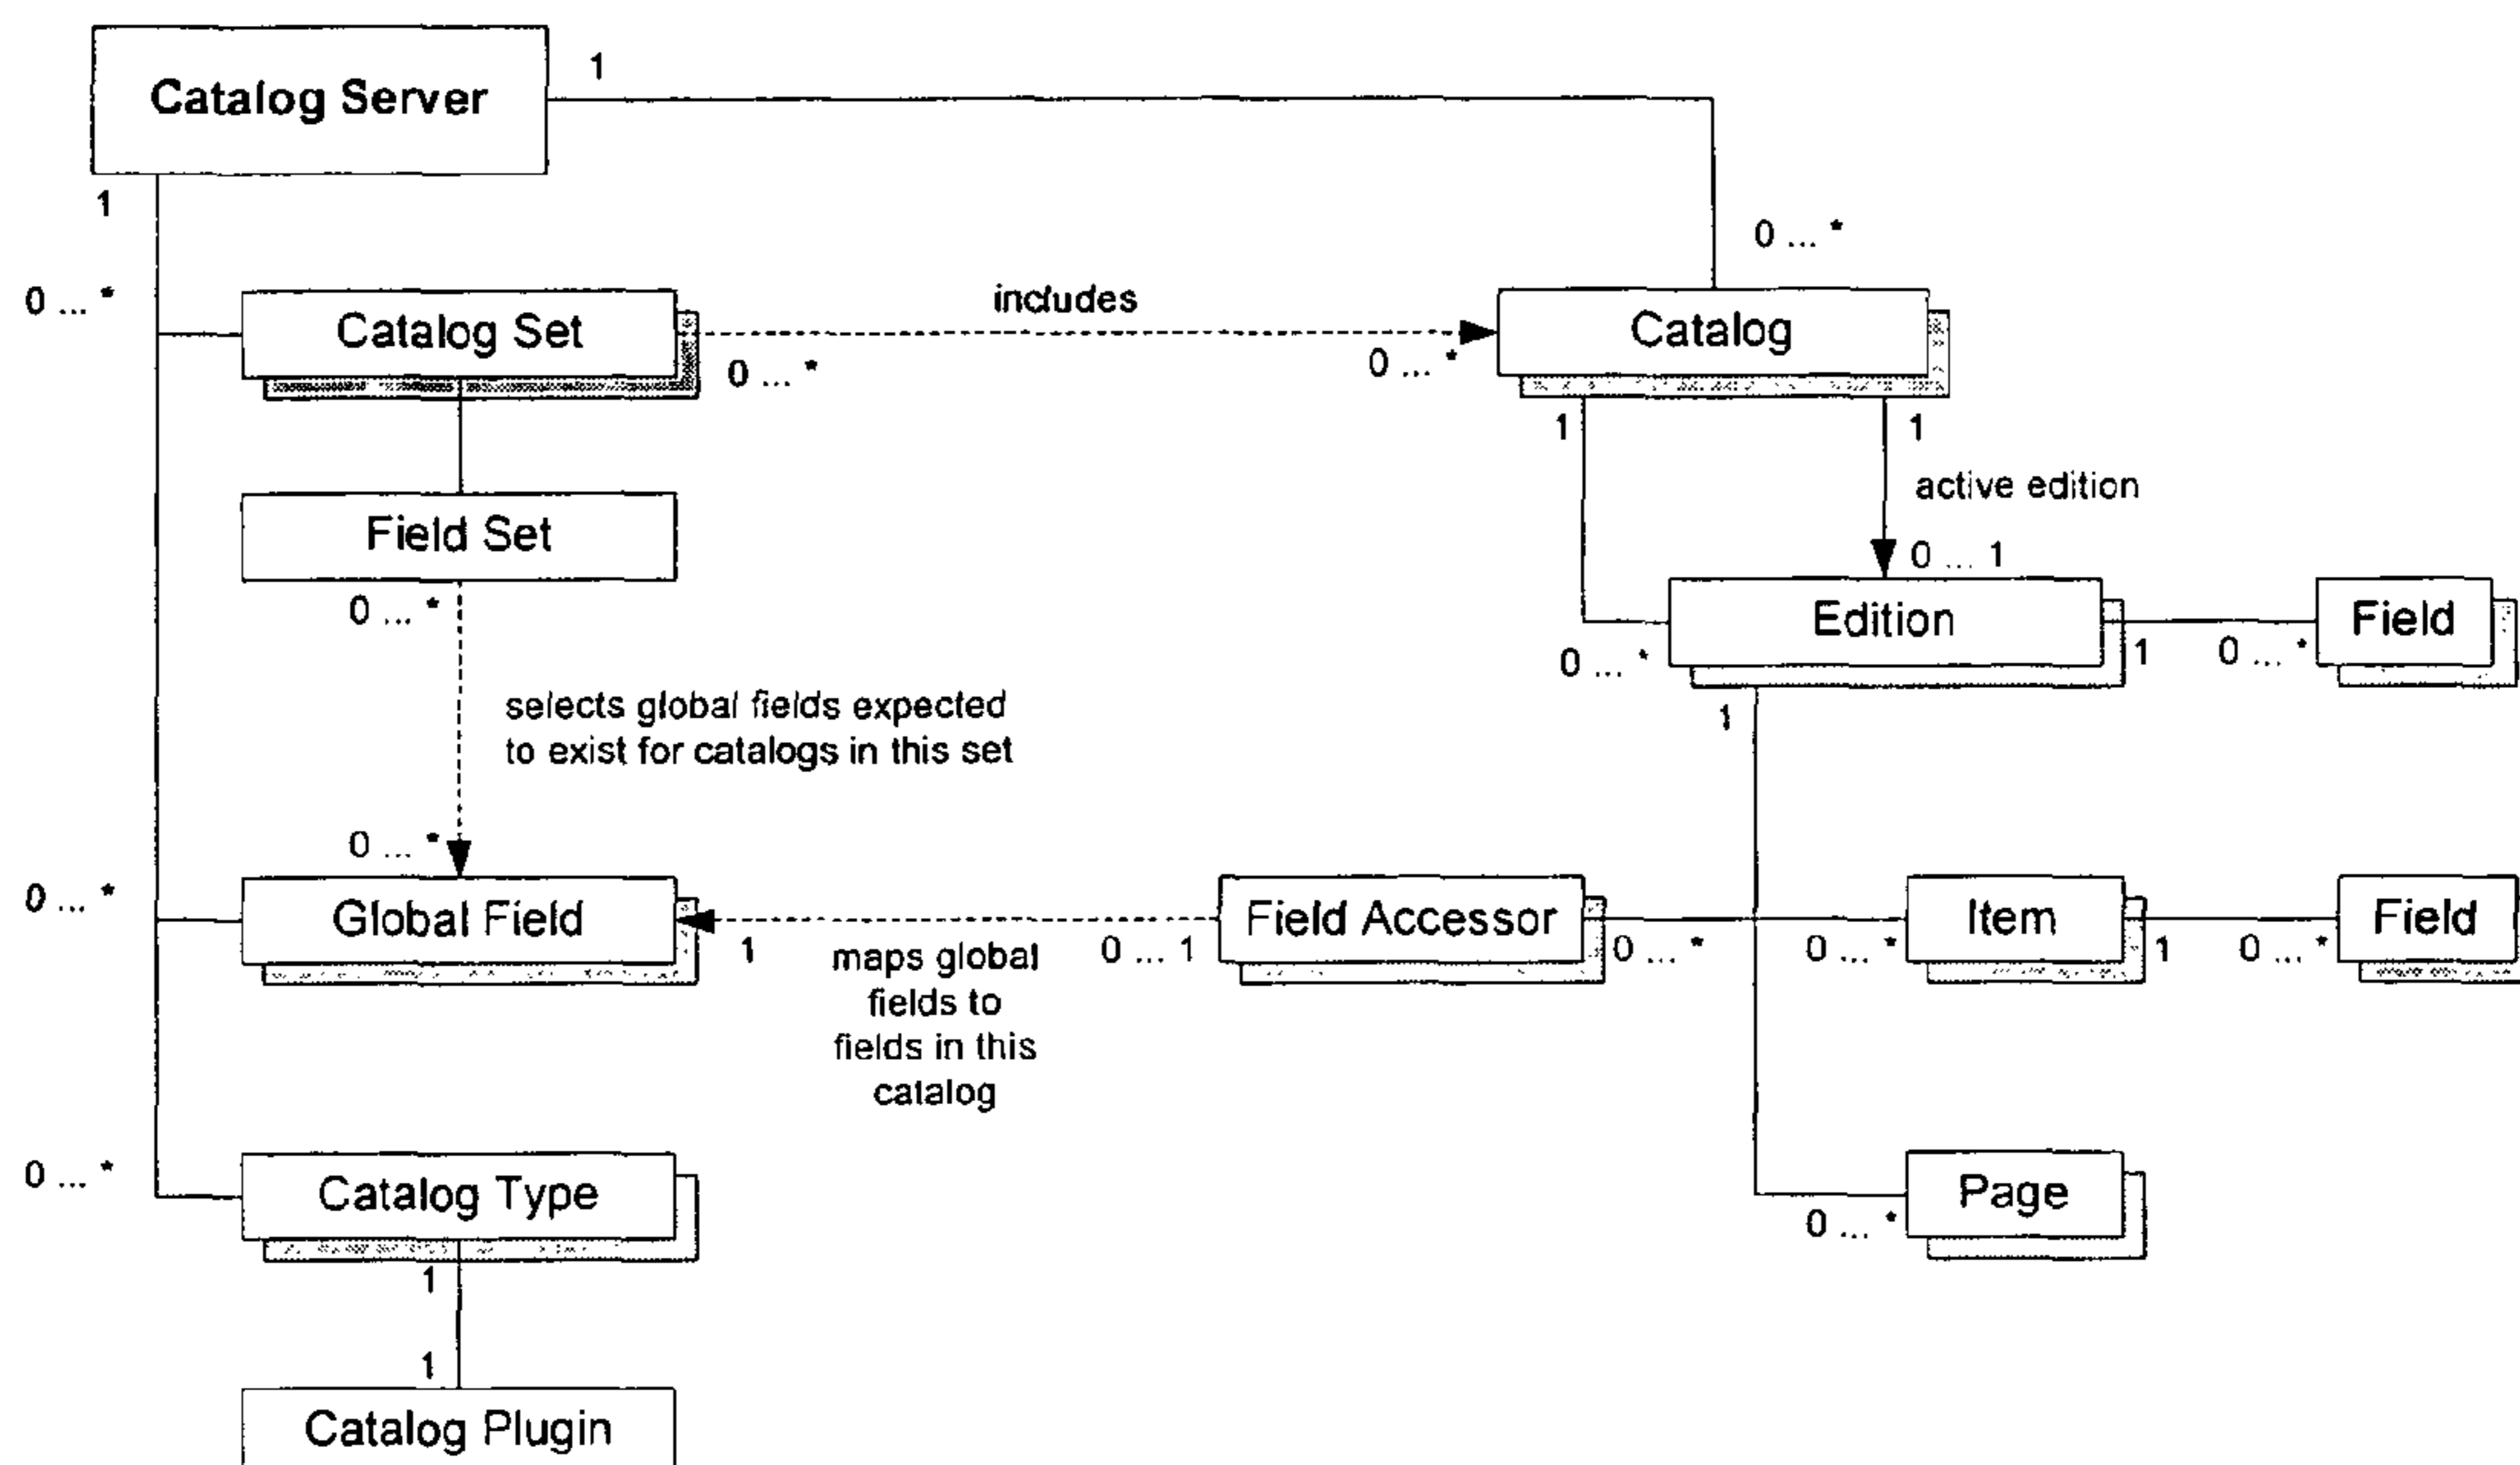 Catalog Server
1
1
0 ... *
0 ... *
Catalog Set
includes
Catalog
0 ... *
0 ... *
1
1
active edition
Field Set
0 ... 1
Edition
Field
0 ... *
0 ... *
1
0 ... *
selects global fields expected
to exist for catalogs in this set
1
0 ... *
0 ... *
Global Field
Field Accessor
Item
Field
1
maps global
fields to
fields in this
catalog
0 ... 1
0 ... *
0 ... *
1
0 ... *
0 ... *
Catalog Type
Page
0 ... *
1
1
Catalog Plugin